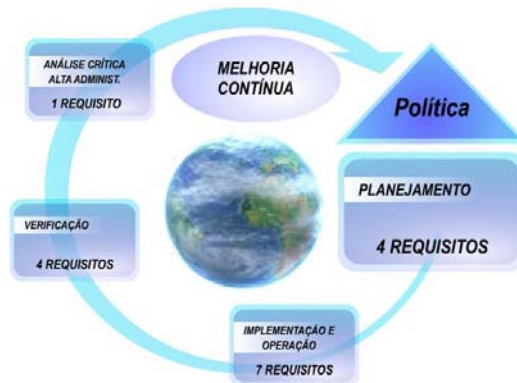 MELHORIA
CONTÍNUA
Política
PLANEJAMENTO
4 REQUISITOS
IMPLEMENTAÇÃO E
OPERAÇÃO
7 REQUISITOS
VERIFICAÇÃO
4 REQUISITOS
ANÁLISE CRÍTICA
ALTA ADMINIST.
1 REQUISITO